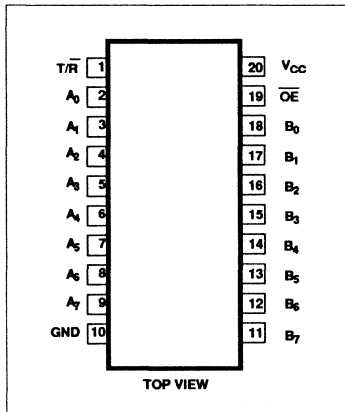 T/R̅ 1 20 VCC
A0 2 19 O̅E̅
A1 3 18 B0
A2 4 17 B1
A3 5 16 B2
A4 6 15 B3
A5 7 14 B4
A6 8 13 B5
A7 9 12 B6
GND 10 11 B7
TOP VIEW